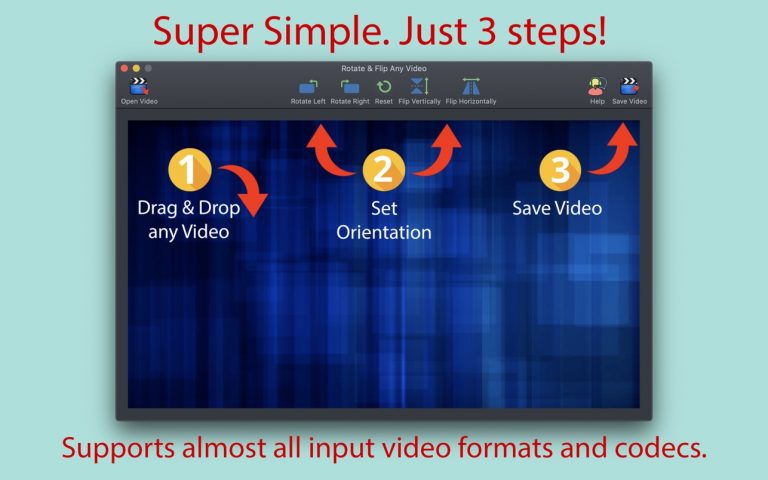 Super Simple. Just 3 steps!
Rotate & Flip Any Video
Open Video
Rotate Left Rotate Right Reset Flip Vertically Flip Horizontally
Help Save Video
1
Drag & Drop
any Video
2
Set
Orientation
3
Save Video
Supports almost all input video formats and codecs.